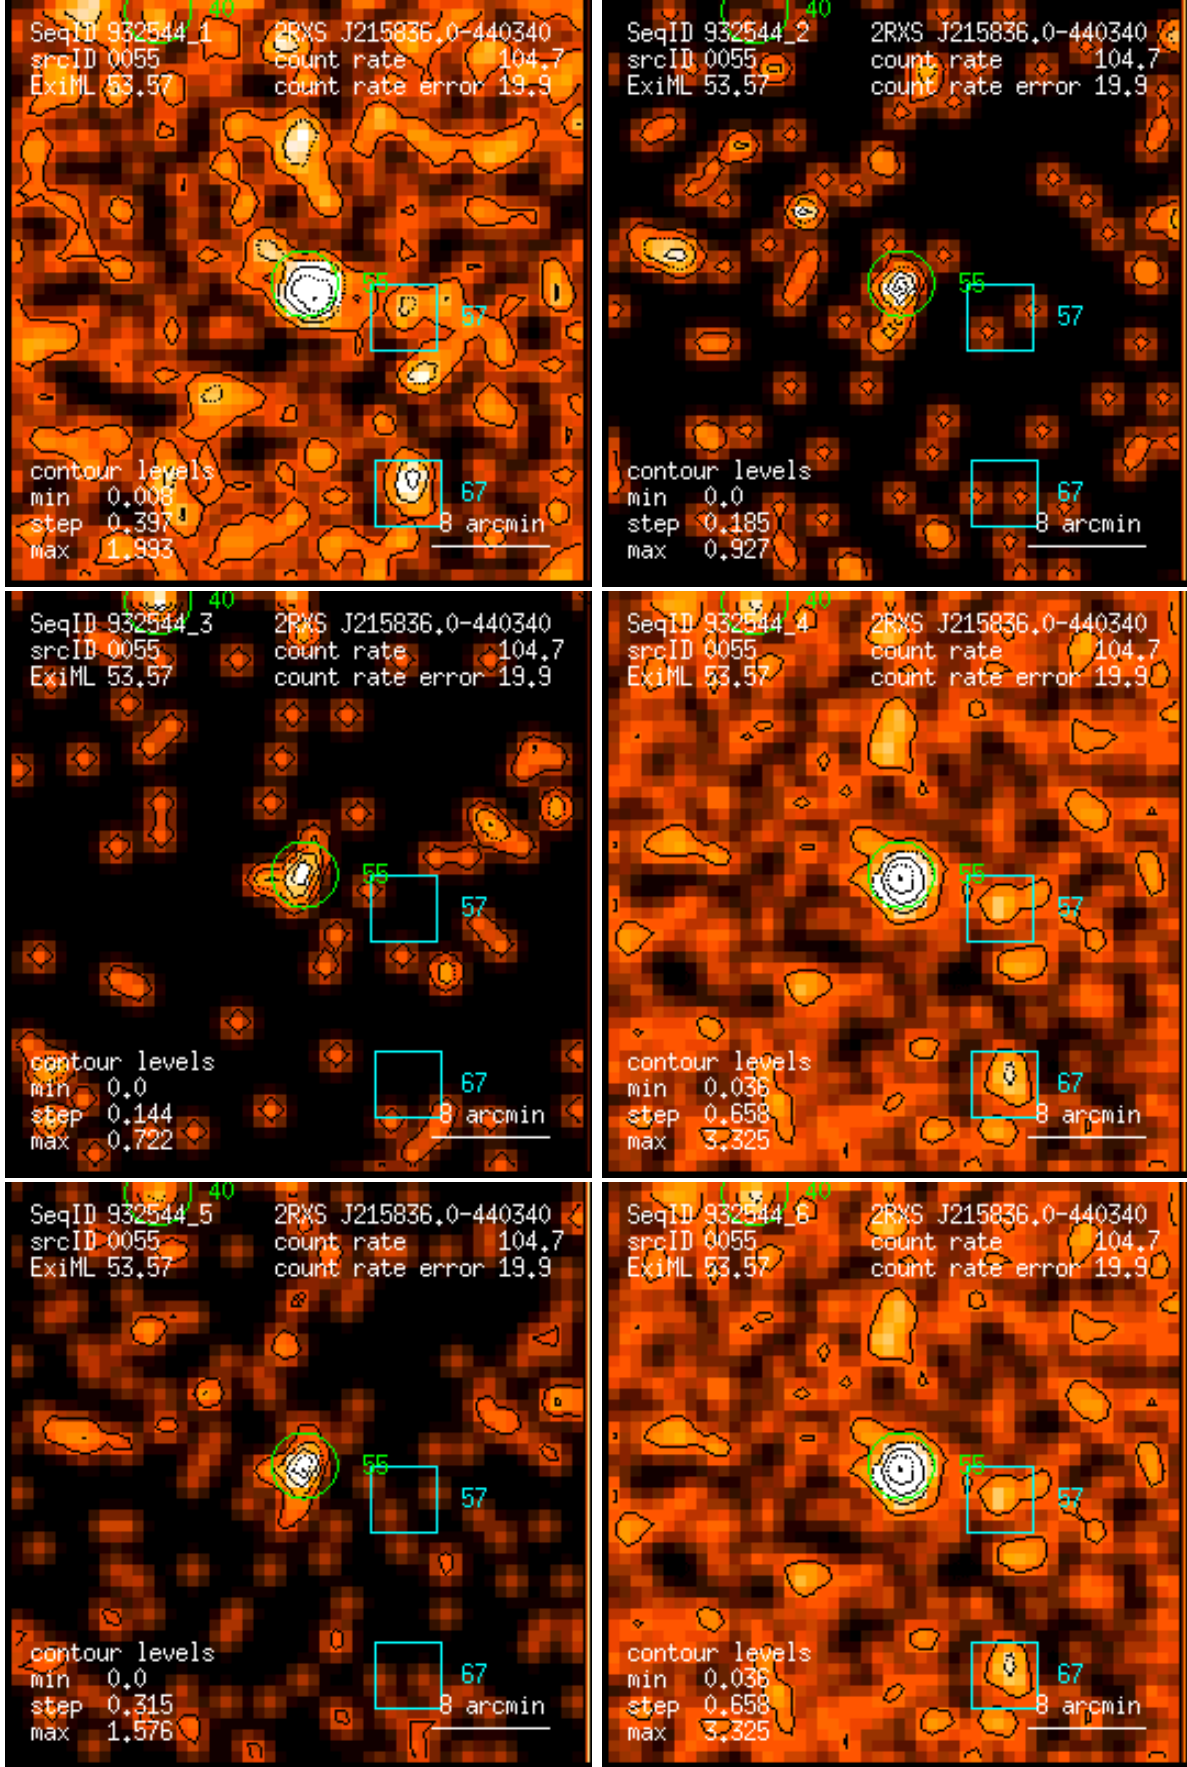 40
SeqID 932544_1 2RXS J215836.0-440340
srcID 0055 count rate 104.7
ExiML 53.57 count rate error 19.9
55
57
contour levels
min 0.008
67
step 0.397 8 arcmin
max 1.993
40
SeqID 932544_2 2RXS J215836.0-440340
srcID 0055 count rate 104.7
ExiML 53.57 count rate error 19.9
55
57
contour levels
min 0.0
67
step 0.185 8 arcmin
max 0.927
40
SeqID 932544_3 2RXS J215836.0-440340
srcID 0055 count rate 104.7
ExiML 53.57 count rate error 19.9
55
57
contour levels
min 0.0
67
step 0.144 8 arcmin
max 0.722
40
SeqID 932544_4 2RXS J215836.0-440340
srcID 0055 count rate 104.7
ExiML 53.57 count rate error 19.9
55
57
contour levels
min 0.036
67
step 0.658 8 arcmin
max 3.325
40
SeqID 932544_5 2RXS J215836.0-440340
srcID 0055 count rate 104.7
ExiML 53.57 count rate error 19.9
55
57
contour levels
min 0.0
67
step 0.315 8 arcmin
max 1.576
40
SeqID 932544_6 2RXS J215836.0-440340
srcID 0055 count rate 104.7
ExiML 53.57 count rate error 19.9
55
57
contour levels
min 0.036
67
step 0.658 8 arcmin
max 3.325